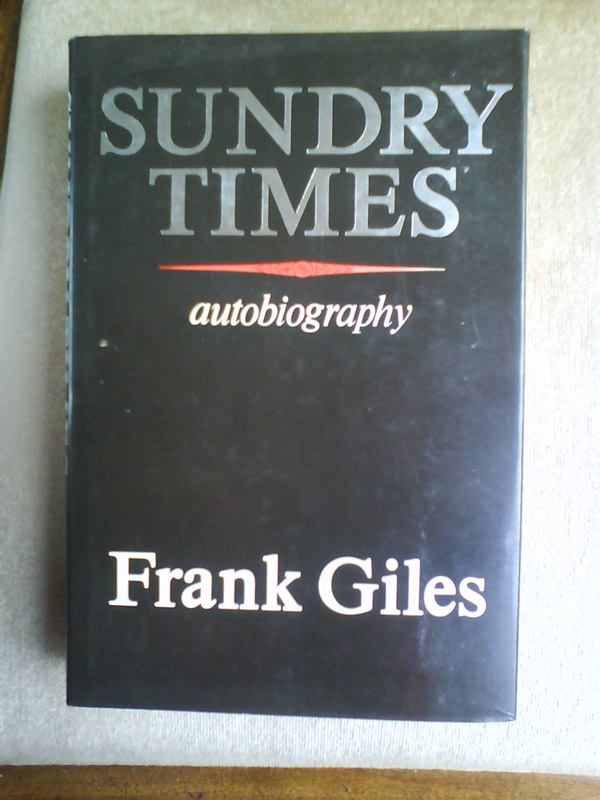 SUNDRY
TIMES
autobiography
Frank Giles